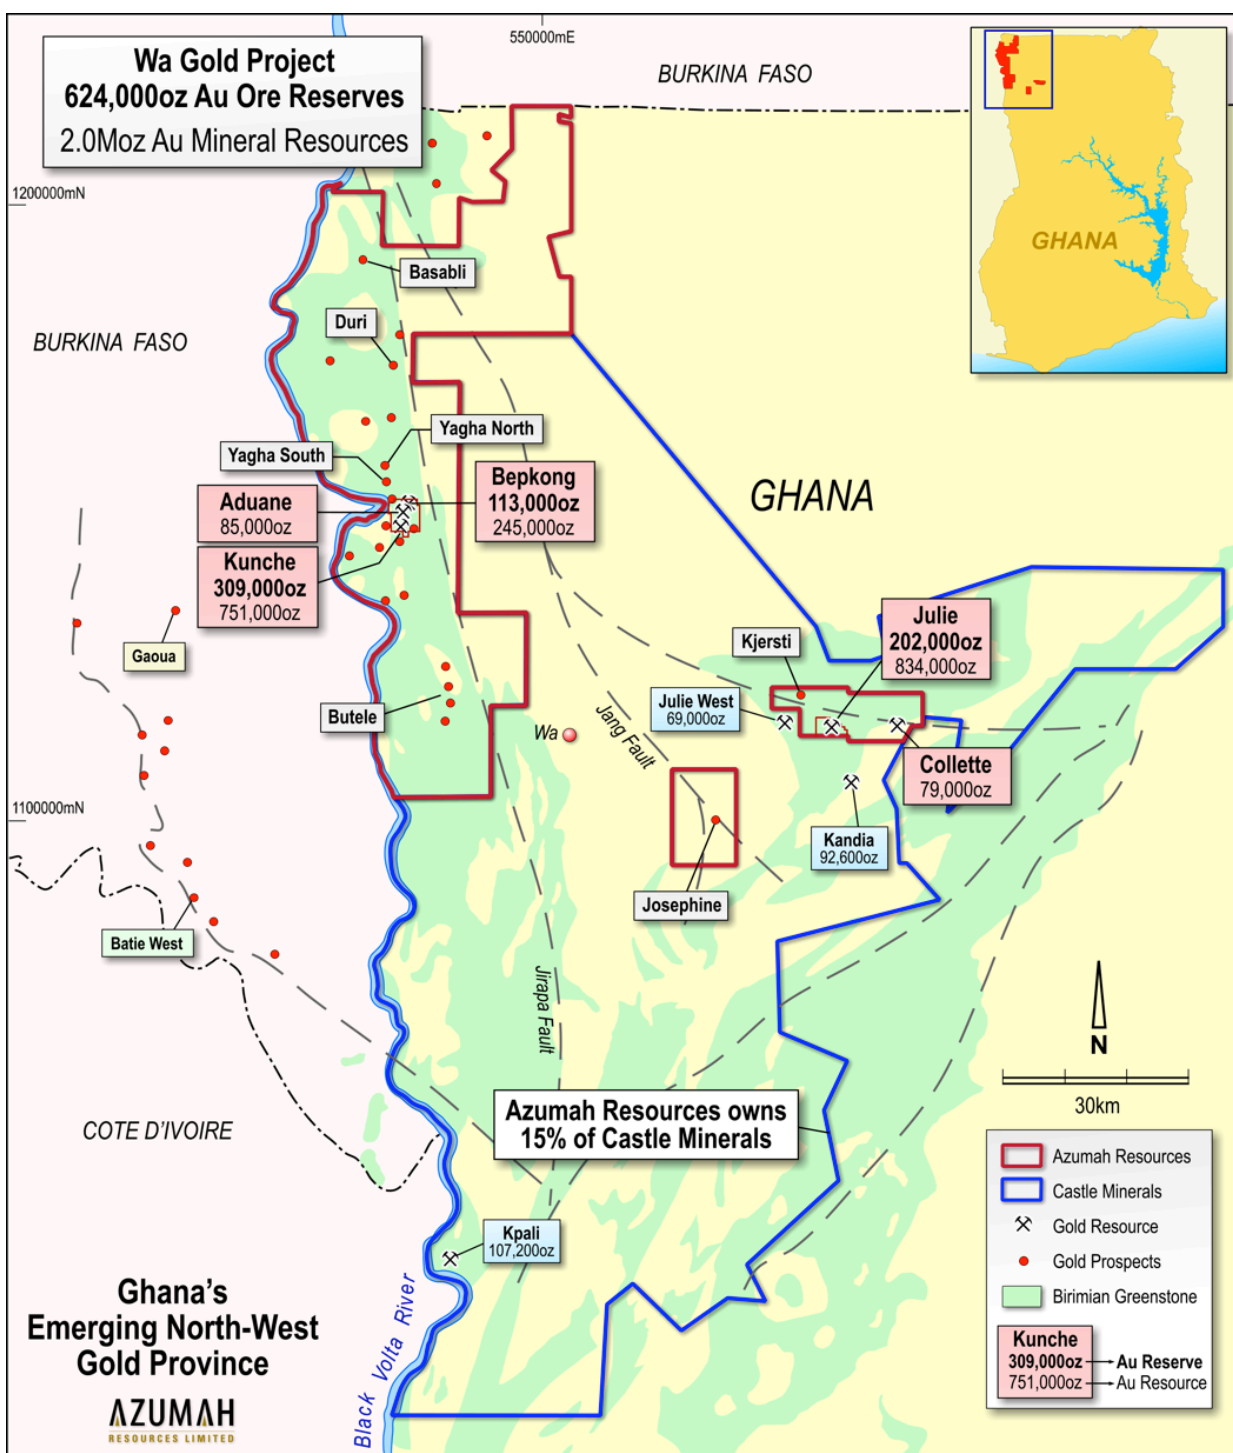 550000mE
Wa Gold Project
624,000oz Au Ore Reserves
2.0Moz Au Mineral Resources
BURKINA FASO
1200000mN
GHANA
Basabli
BURKINA FASO
Duri
Yagha North
Yagha South
Bepkong
113,000oz
245,000oz
Aduane
85,000oz
GHANA
Kunche
309,000oz
751,000oz
Julie
202,000oz
834,000oz
Kjersti
Gaoua
Julie West
69,000oz
Butele
Wa
Jang Fault
Collette
79,000oz
1100000mN
Kandia
92,600oz
Josephine
Batie West
Jirapa Fault
N
30km
Azumah Resources owns
15% of Castle Minerals
COTE D'IVOIRE
Azumah Resources
Castle Minerals
Gold Resource
Gold Prospects
Birimian Greenstone
Kunche
309,000oz Au Reserve
751,000oz Au Resource
Kpali
107,200oz
Black Volta River
Ghana's
Emerging North-West
Gold Province
AZUMAH
RESOURCES LIMITED